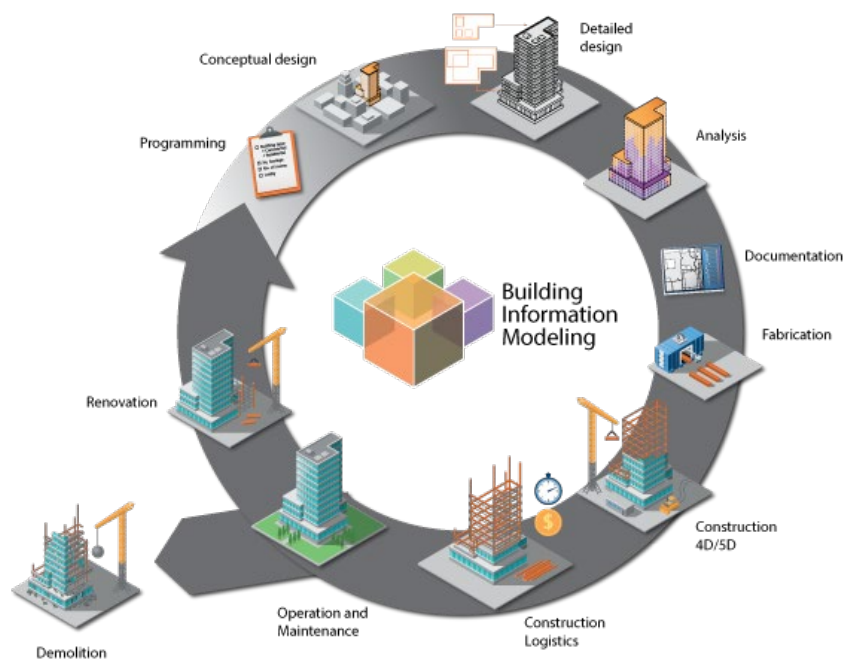 Conceptual design
Detailed
design
Programming
Analysis
Documentation
Building
Information
Modeling
Fabrication
Renovation
$
Construction
4D/5D
Operation and
Maintenance
Construction
Logistics
Demolition